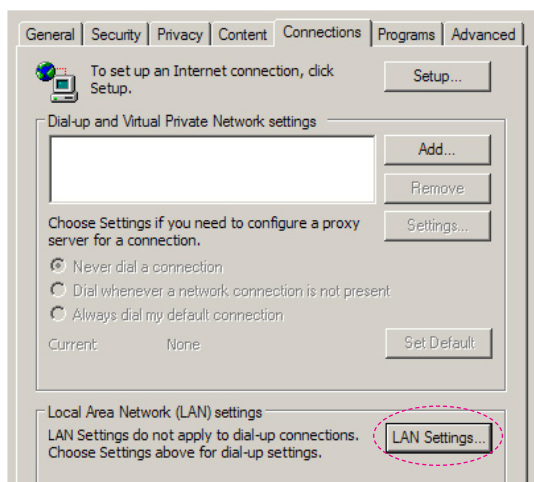 General Security Privacy Content Connections Programs Advanced
To set up an Internet connection, click
Setup.
Setup...
Dial-up and Virtual Private Network settings
Add...
Remove
Choose Settings if you need to configure a proxy
server for a connection.
Settings...
Never dial a connection
Dial whenever a network connection is not present
Always dial my default connection
Current None
Set Default
Local Area Network (LAN) settings
LAN Settings do not apply to dial-up connections.
Choose Settings above for dial-up settings.
LAN Settings...